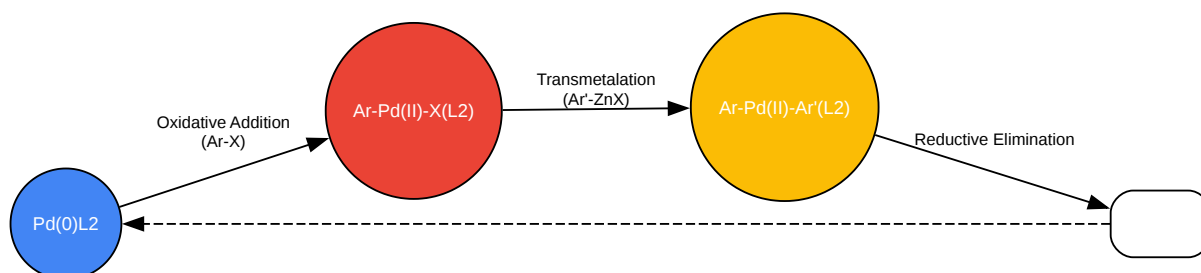 Pd(0)L2
Oxidative Addition
(Ar-X)
Ar-Pd(II)-X(L2)
Transmetalation
(Ar'-ZnX)
Ar-Pd(II)-Ar'(L2)
Reductive Elimination